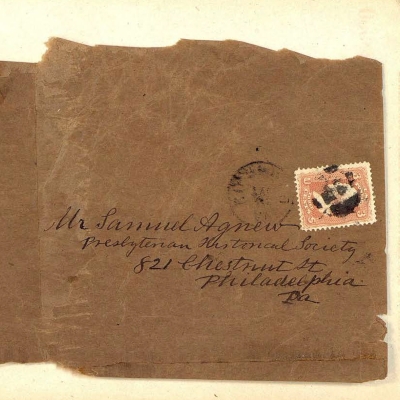 Mr Samuel Agnew
Presbyterian Historical Society
821 Chestnut St
Philadelphia
Pa